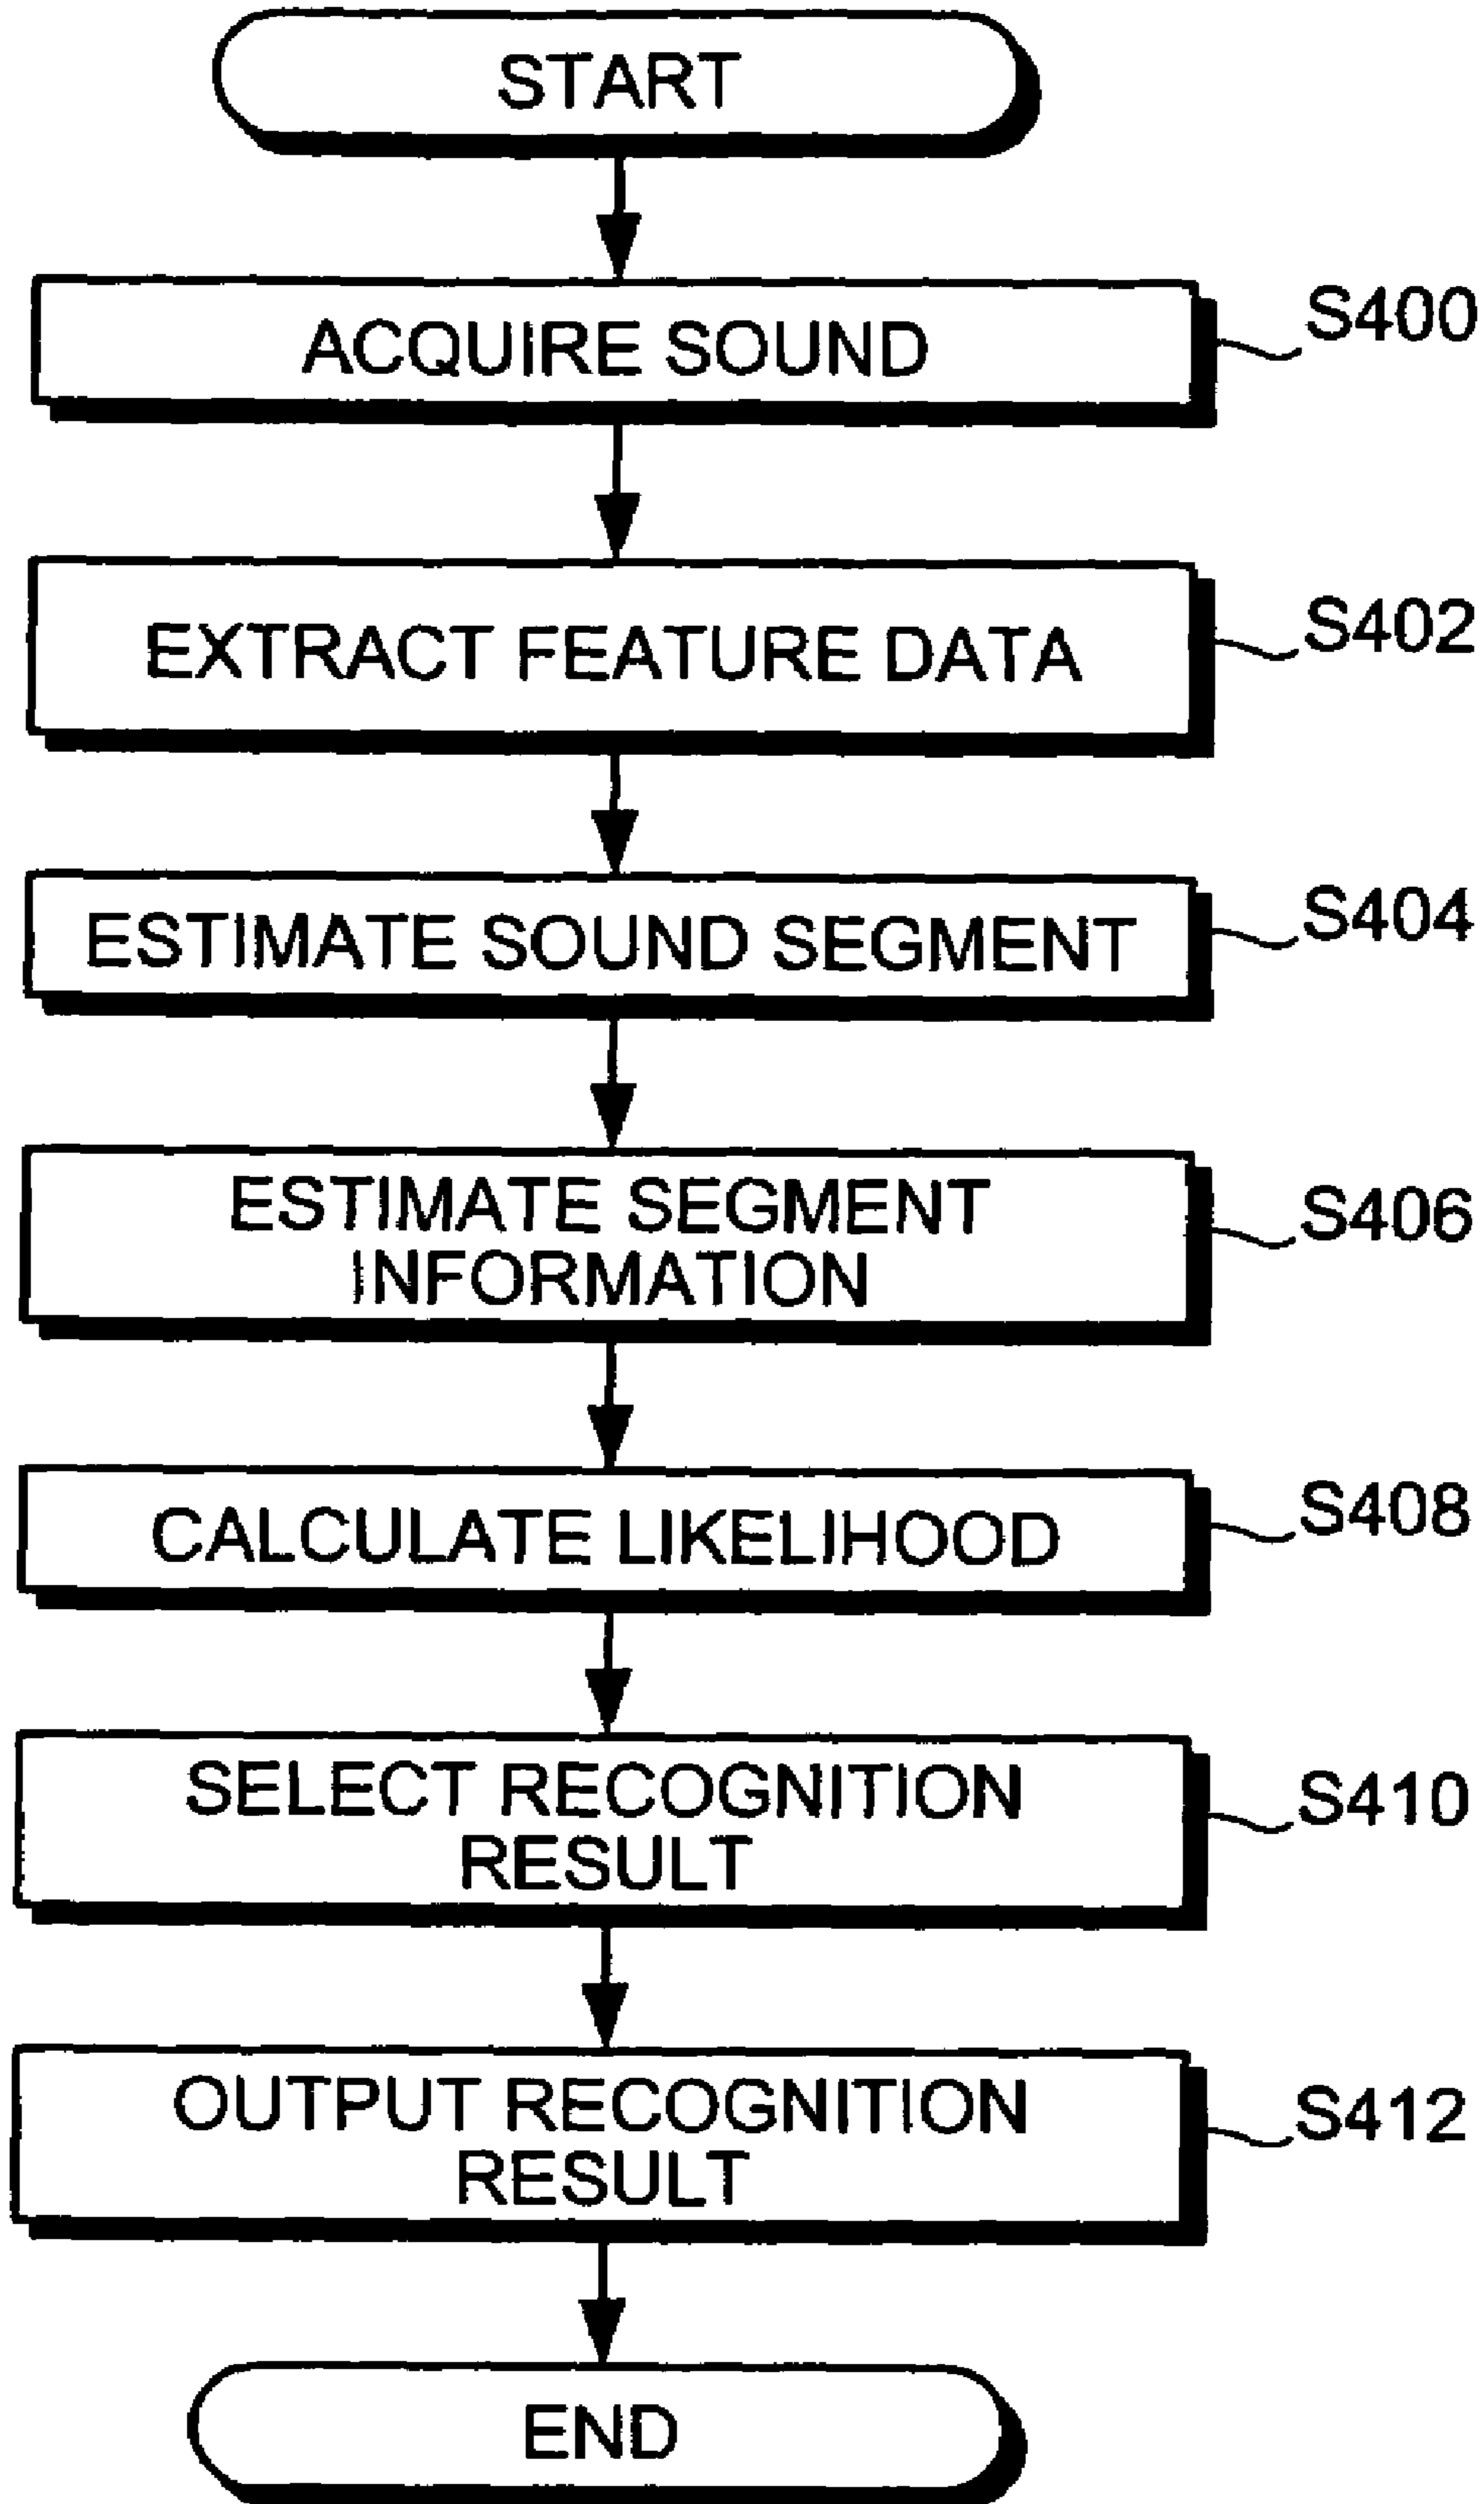 START
ACQUIRE SOUND
S400
EXTRACT FEATURE DATA
S402
ESTIMATE SOUND SEGMENT
S404
ESTIMATE SEGMENT
INFORMATION
S406
CALCULATE LIKELIHOOD
S408
SELECT RECOGNITION
RESULT
S410
OUTPUT RECOGNITION
RESULT
S412
END